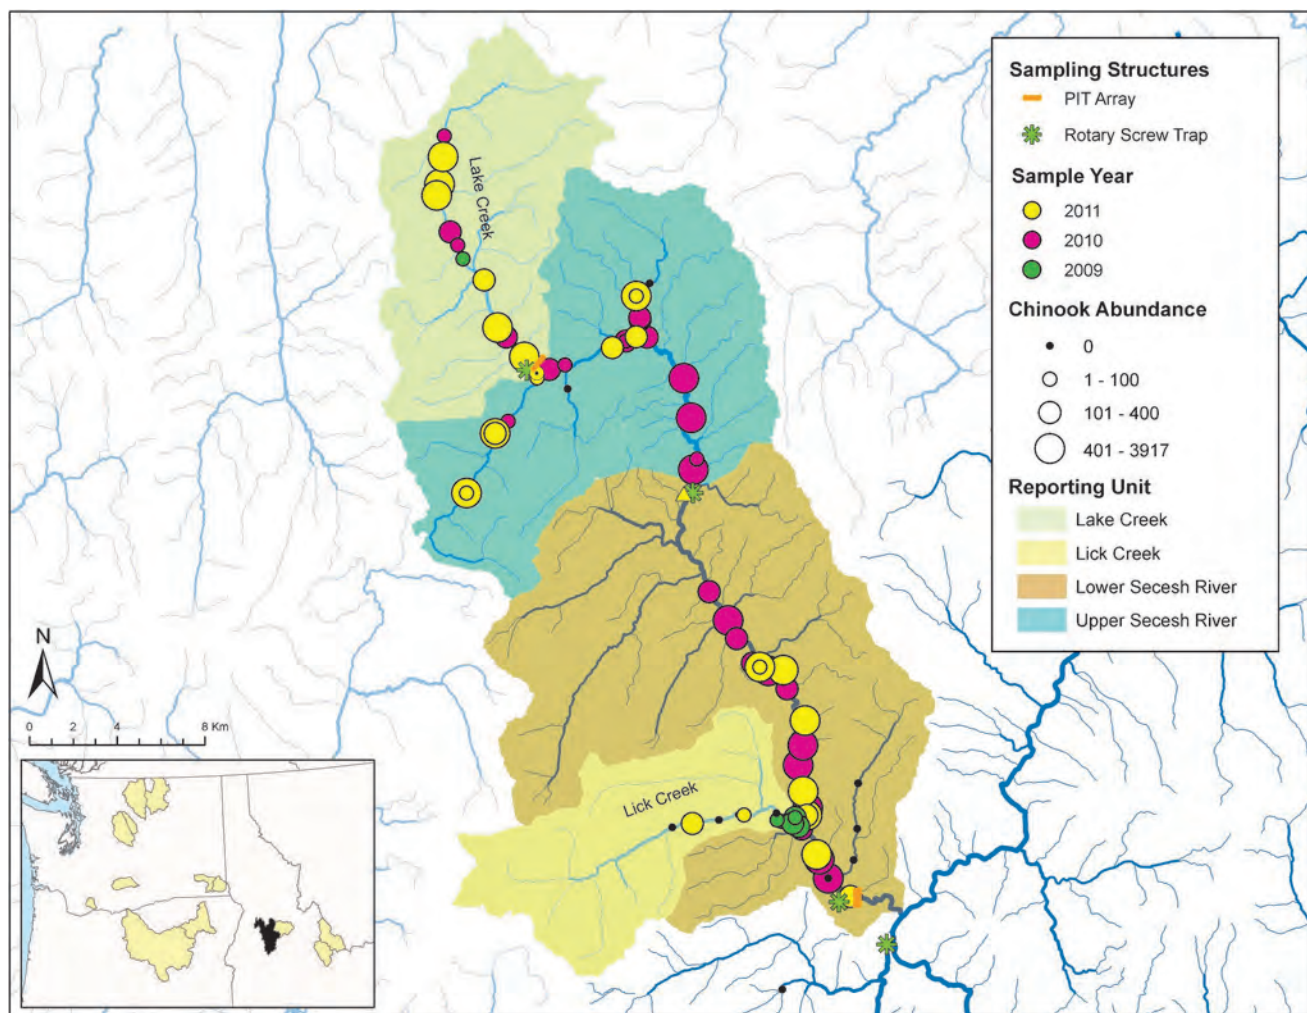 Sampling Structures
PIT Array
Rotary Screw Trap
Sample Year
2011
2010
2009
Chinook Abundance
0
1 - 100
101 - 400
401 - 3917
Reporting Unit
Lake Creek
Lick Creek
Lower Secesh River
Upper Secesh River
Lake Creek
Lick Creek
N
0 2 4 8 Km